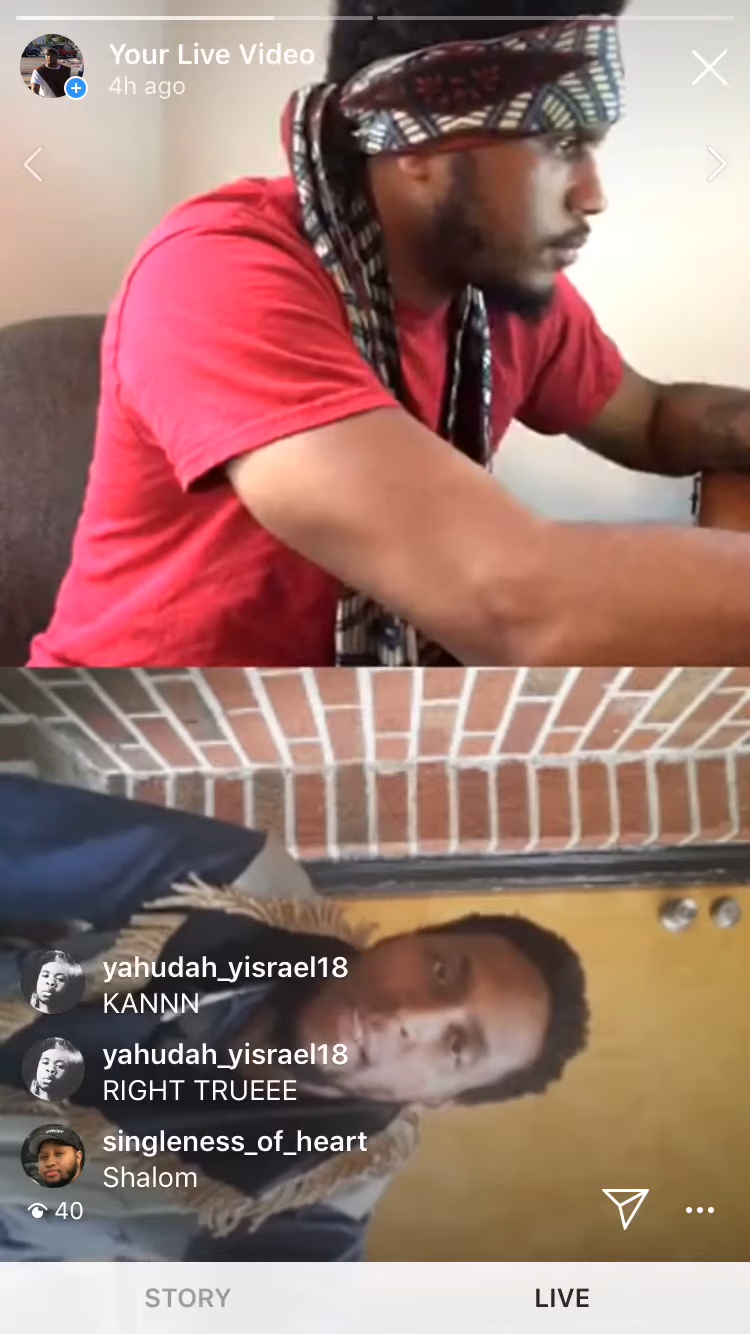 Your Live Video
4h ago
yahudah_yisrael18
KANNN
yahudah_yisrael18
RIGHT TRUEEE
singleness_of_heart
Shalom
40
STORY
LIVE